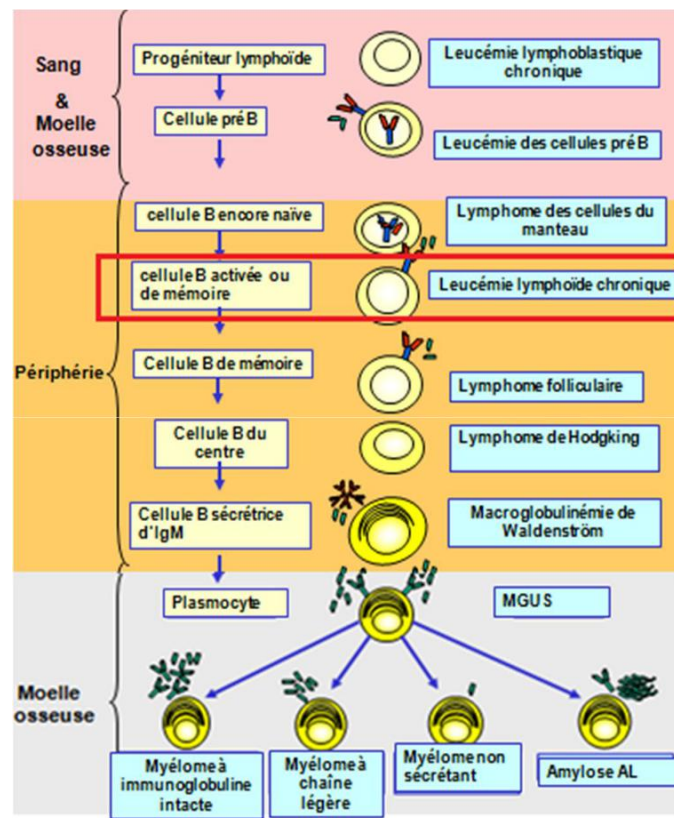 Sang
&
Moelle
osseuse
Progéniteur lymphoïde
Leucémie lymphoblastique
chronique
Cellule pré B
Leucémie des cellules pré B
Périphérie
cellule B encore naïve
Lymphome des cellules du
manteau
cellule B activée ou
de mémoire
Leucémie lymphoïde chronique
Cellule B de mémoire
Lymphome folliculaire
Cellule B du
centre
Lymphome de Hodgking
Cellule B sécrétrice
d'IgM
Macroglobulinémie de
Waldenström
Moelle
osseuse
Plasmocyte
MGUS
Myélome à
immunoglobuline
intacte
Myélome à
chaîne
légère
Myélome non
sécrétant
Amylose AL